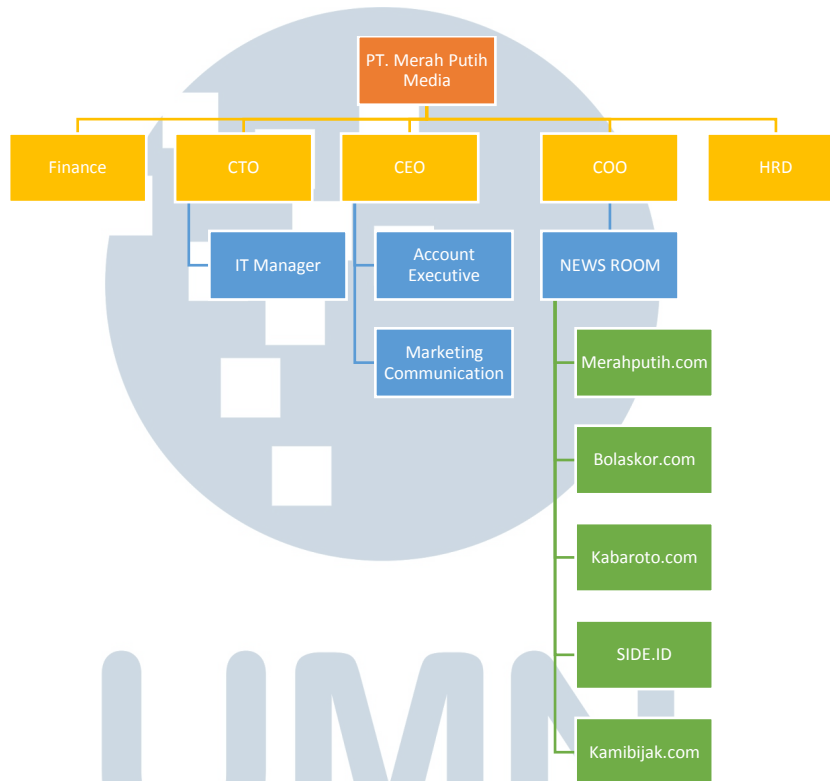 PT. Merah Putih
Media
Finance
CTO
CEO
COO
HRD
IT Manager
Account
Executive
NEWS ROOM
Marketing
Communication
Merahputih.com
Bolaskor.com
Kabaroto.com
SIDE.ID
Kamibijak.com